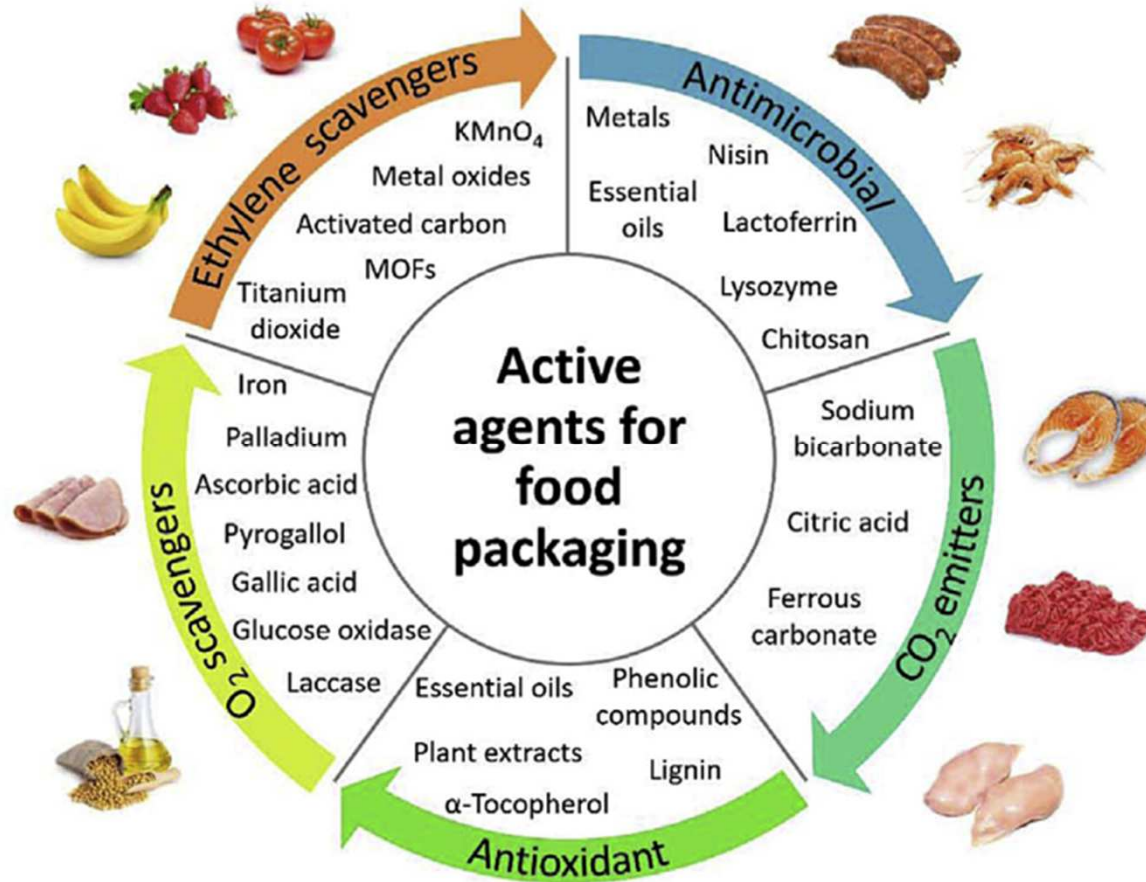 Active
agents for
food
packaging
Antimicrobial
Metals
Nisin
Essential
oils
Lactoferrin
Lysozyme
Chitosan
CO₂ emitters
Sodium
bicarbonate
Citric acid
Ferrous
carbonate
Antioxidant
Essential oils
Phenolic
compounds
Plant extracts
Lignin
α-Tocopherol
O₂ scavengers
Iron
Palladium
Ascorbic acid
Pyrogallol
Gallic acid
Glucose oxidase
Laccase
Ethylene scavengers
KMnO₄
Metal oxides
Activated carbon
MOFs
Titanium
dioxide